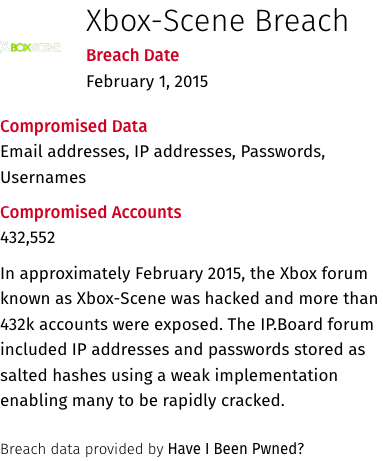 Xbox-Scene Breach
XBOX-SCENE
Breach Date
February 1, 2015
Compromised Data
Email addresses, IP addresses, Passwords,
Usernames
Compromised Accounts
432,552
In approximately February 2015, the Xbox forum
known as Xbox-Scene was hacked and more than
432k accounts were exposed. The IP.Board forum
included IP addresses and passwords stored as
salted hashes using a weak implementation
enabling many to be rapidly cracked.
Breach data provided by Have I Been Pwned?